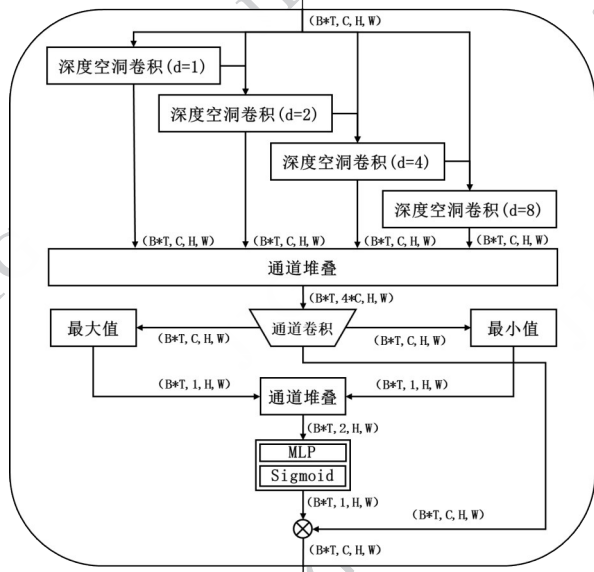 (B*T, C, H, W)
深度空洞卷积(d=1)
深度空洞卷积(d=2)
深度空洞卷积(d=4)
深度空洞卷积(d=8)
(B*T, C, H, W) (B*T, C, H, W) (B*T, C, H, W) (B*T, C, H, W)
通道堆叠
(B*T, 4*C, H, W)
最大值 通道卷积 最小值
(B*T, C, H, W) (B*T, C, H, W)
(B*T, 1, H, W) 通道堆叠 (B*T, 1, H, W)
(B*T, 2, H, W)
MLP
Sigmoid
(B*T, 1, H, W)
(B*T, C, H, W)
(B*T, C, H, W)